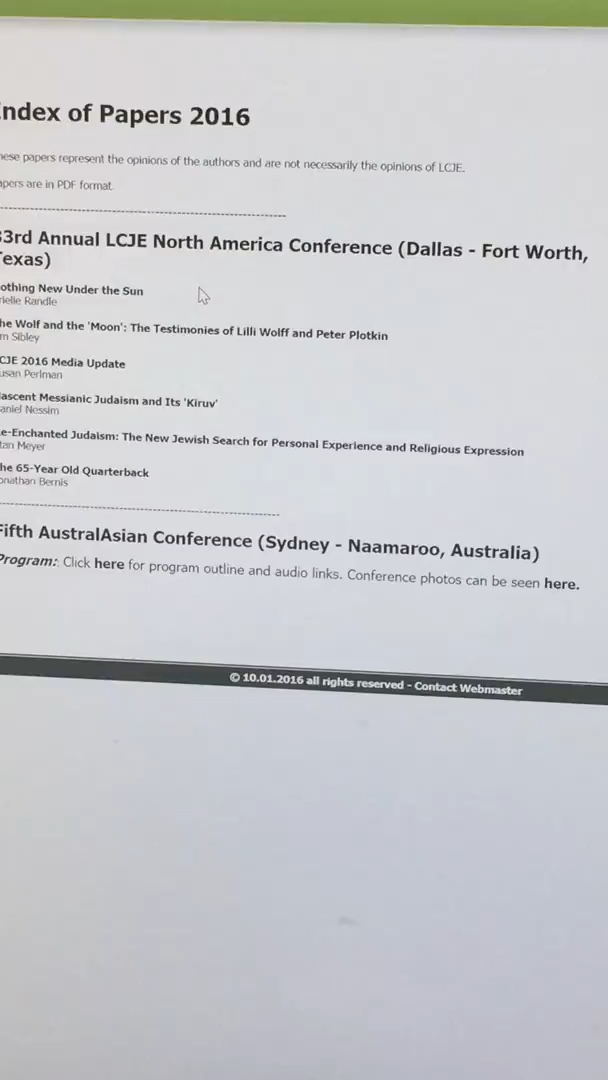 ndex of Papers 2016
hese papers represent the opinions of the authors and are not necessarily the opinions of LCJE.
apers are in PDF format.
3rd Annual LCJE North America Conference (Dallas - Fort Worth,
exas)
othing New Under the Sun
rielle Randle
he Wolf and the 'Moon': The Testimonies of Lilli Wolff and Peter Plotkin
m Sibley
CJE 2016 Media Update
usan Perlman
ascent Messianic Judaism and Its 'Kiruv'
aniel Nessim
e-Enchanted Judaism: The New Jewish Search for Personal Experience and Religious Expression
tan Meyer
he 65-Year Old Quarterback
onathan Bernis
Fifth AustralAsian Conference (Sydney - Naamaroo, Australia)
Program:. Click here for program outline and audio links. Conference photos can be seen here.
© 10.01.2016 all rights reserved - Contact Webmaster